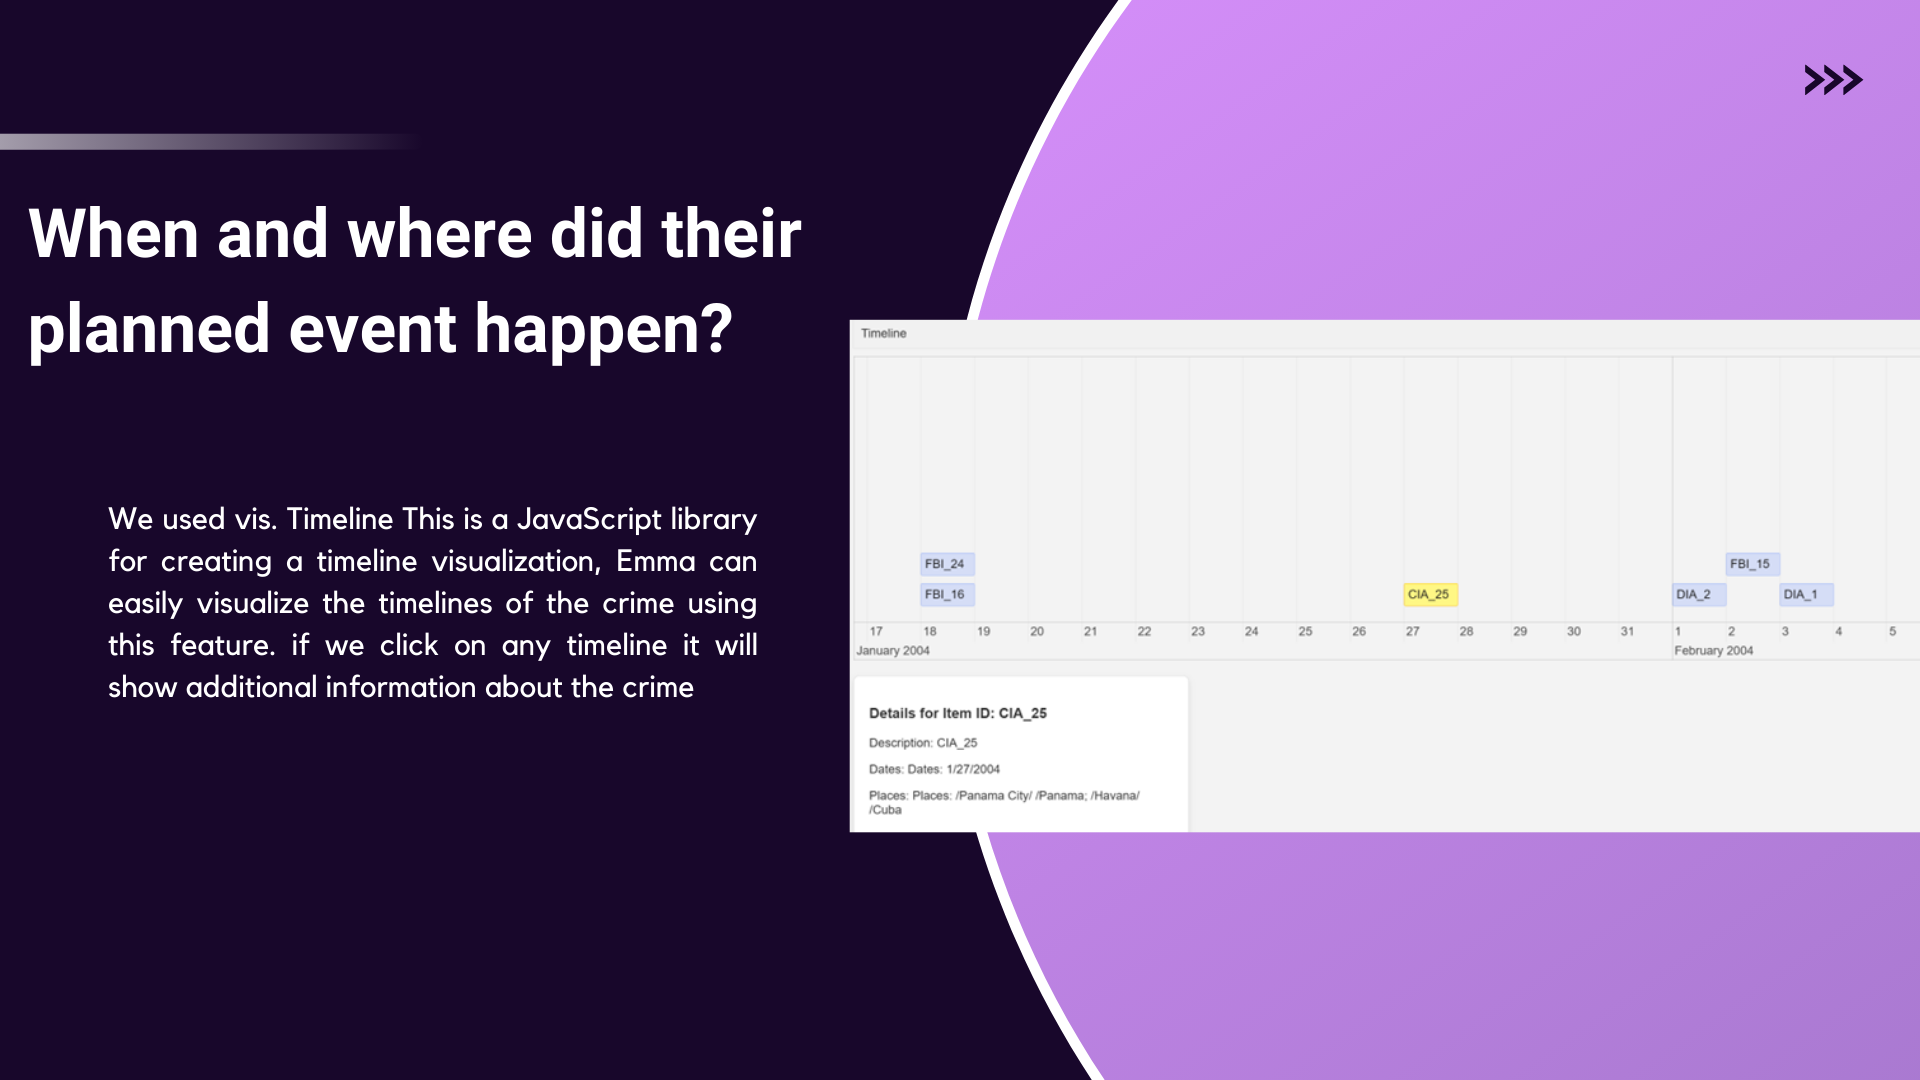 When and where did their
planned event happen?
We used vis. Timeline This is a JavaScript library
for creating a timeline visualization, Emma can
easily visualize the timelines of the crime using
this feature. if we click on any timeline it will
show additional information about the crime
Timeline
FBI_24
FBI_15
FBI_16
CIA_25
DIA_2
DIA_1
17 18 19 20 21 22 23 24 25 26 27 28 29 30 31 1 2 3 4 5
January 2004
February 2004
Details for Item ID: CIA_25
Description: CIA_25
Dates: Dates: 1/27/2004
Places: Places: /Panama City/ /Panama; /Havana/
/Cuba